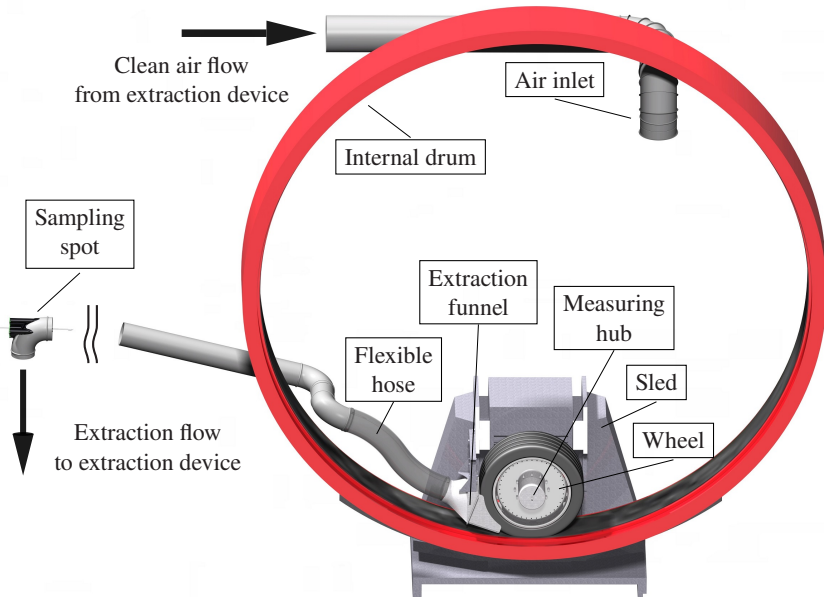 Clean air flow
from extraction device
Air inlet
Internal drum
Sampling
spot
Extraction
funnel
Measuring
hub
Flexible
hose
Sled
Wheel
Extraction flow
to extraction device